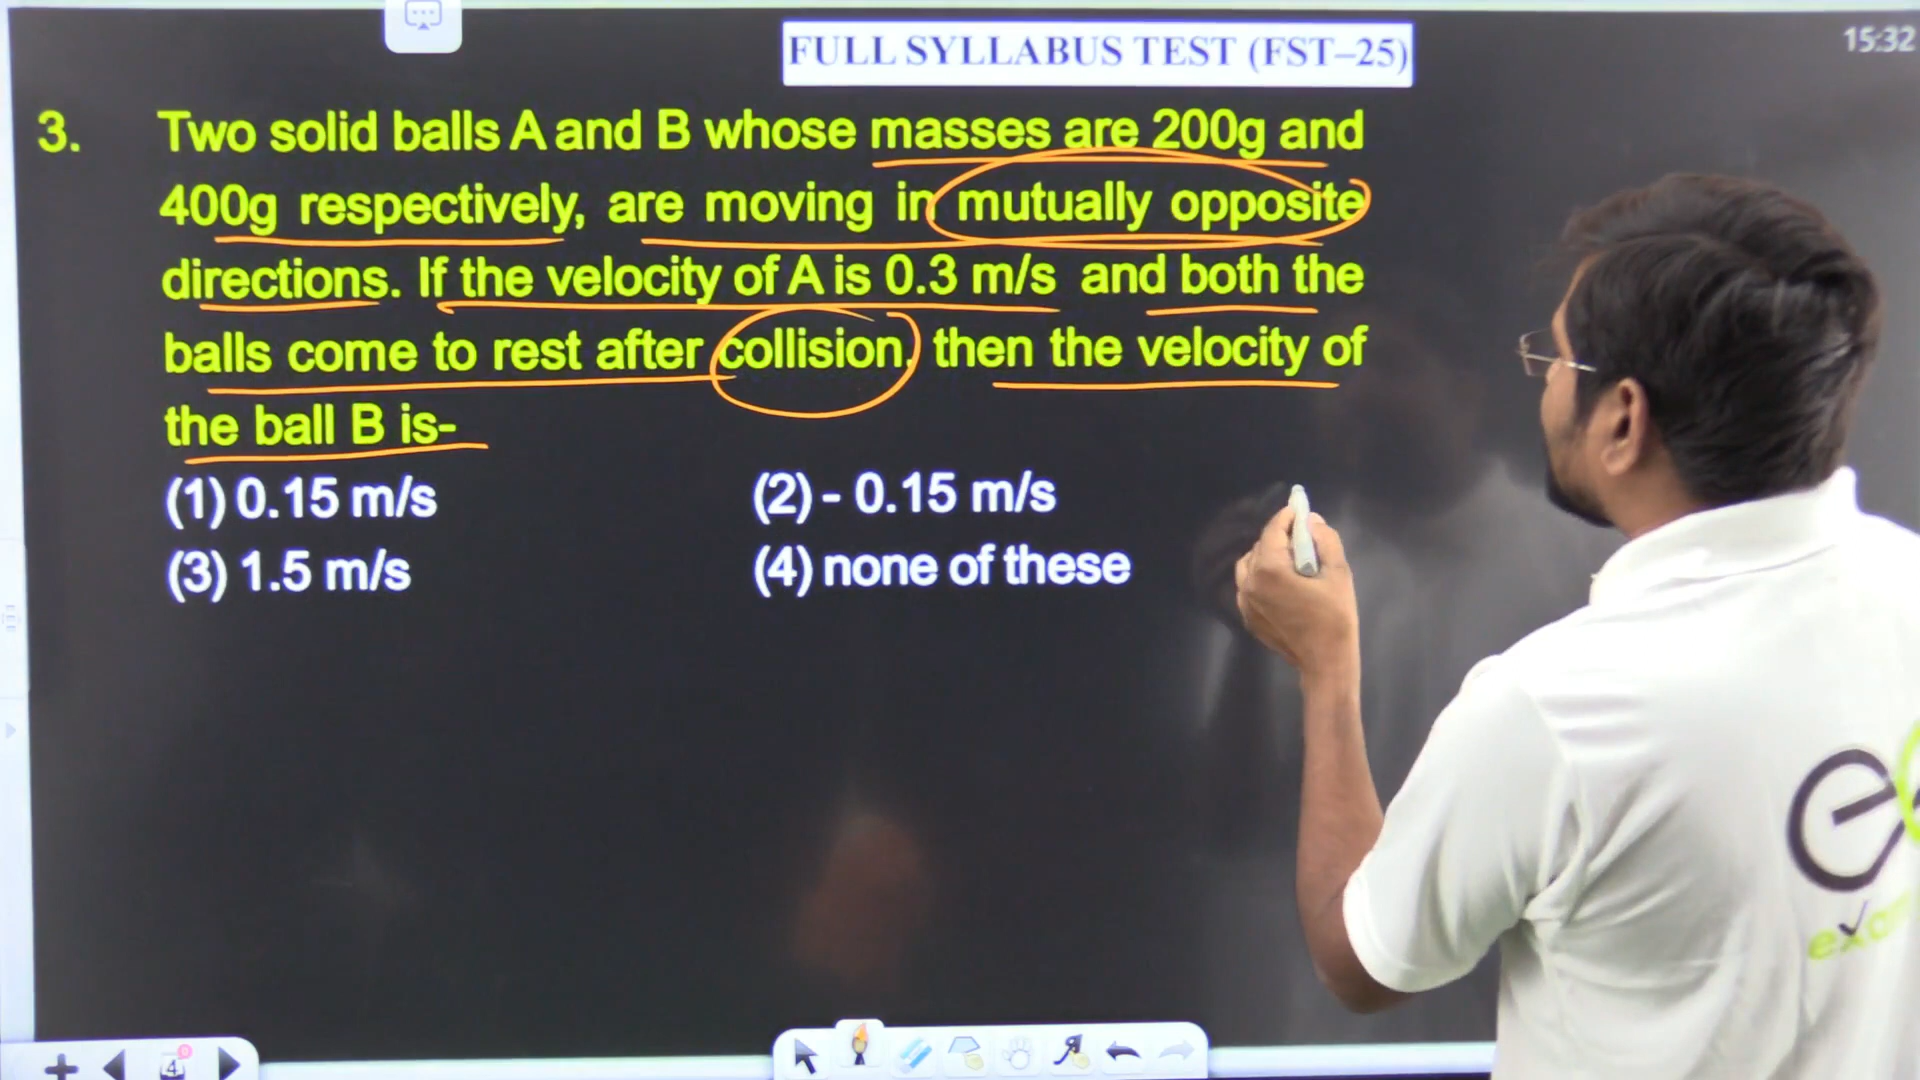 FULL SYLLABUS TEST (FST–25)
15:32
3. Two solid balls A and B whose masses are 200g and
400g respectively, are moving in mutually opposite
directions. If the velocity of A is 0.3 m/s and both the
balls come to rest after collision, then the velocity of
the ball B is-
(1) 0.15 m/s (2) - 0.15 m/s
(3) 1.5 m/s (4) none of these
4